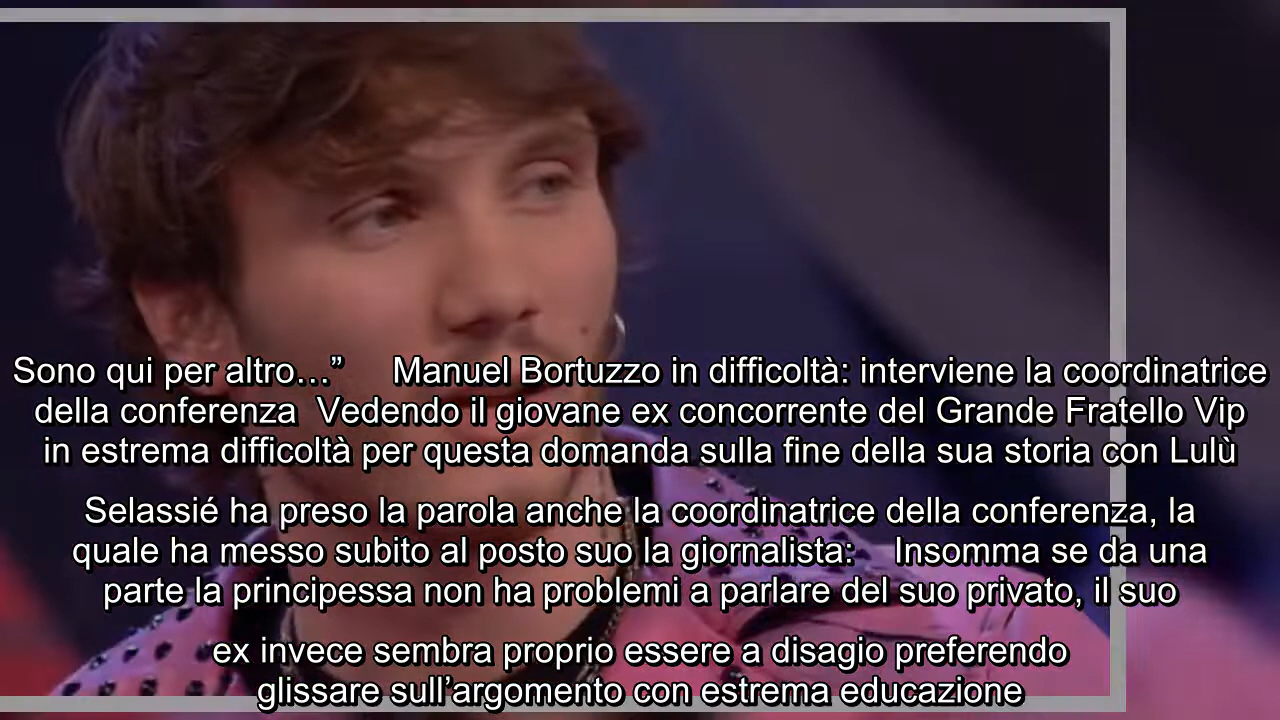 Sono qui per altro…” Manuel Bortuzzo in difficoltà: interviene la coordinatrice
della conferenza Vedendo il giovane ex concorrente del Grande Fratello Vip
in estrema difficoltà per questa domanda sulla fine della sua storia con Lulù
Selassié ha preso la parola anche la coordinatrice della conferenza, la
quale ha messo subito al posto suo la giornalista: Insomma se da una
parte la principessa non ha problemi a parlare del suo privato, il suo
ex invece sembra proprio essere a disagio preferendo
glissare sull’argomento con estrema educazione